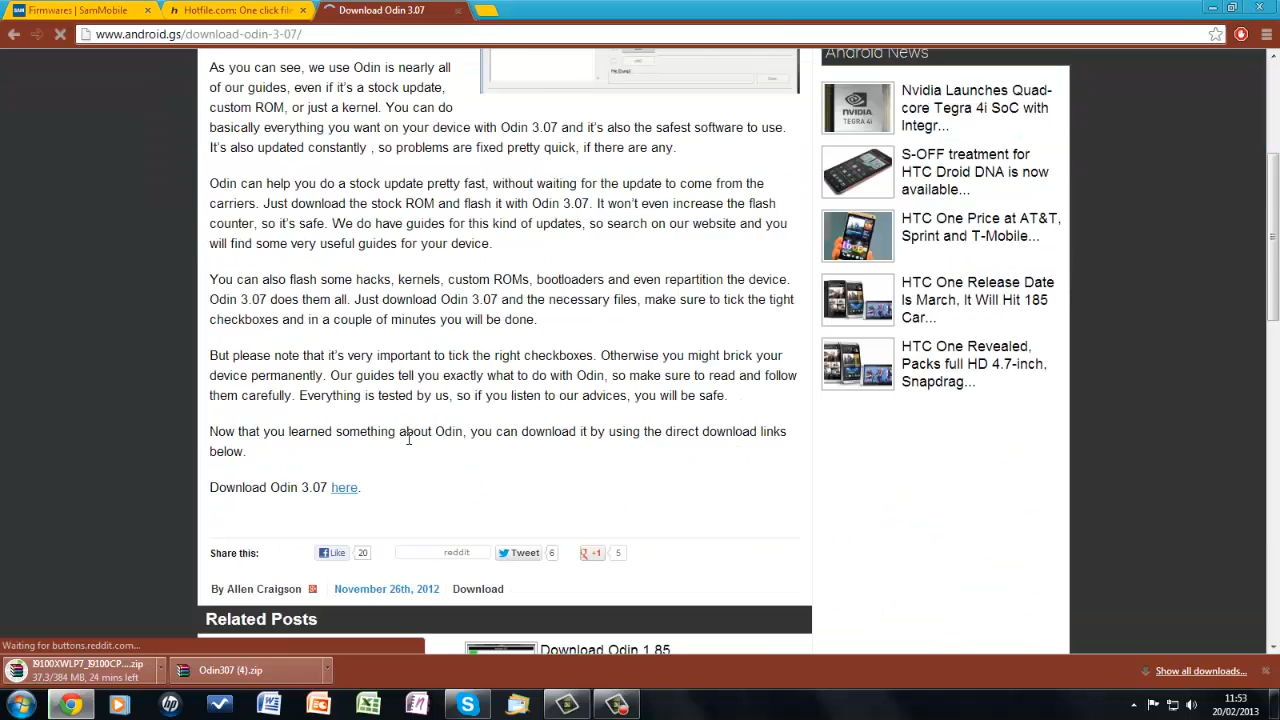 Firmwares | SamMobile
Hotfile.com: One click file
Download Odin 3.07
www.android.gs/download-odin-3-07/
As you can see, we use Odin is nearly all
of our guides, even if it's a stock update,
custom ROM, or just a kernel. You can do
basically everything you want on your device with Odin 3.07 and it's also the safest software to use.
It's also updated constantly , so problems are fixed pretty quick, if there are any.
Odin can help you do a stock update pretty fast, without waiting for the update to come from the
carriers. Just download the stock ROM and flash it with Odin 3.07. It won't even increase the flash
counter, so it's safe. We do have guides for this kind of updates, so search on our website and you
will find some very useful guides for your device.
You can also flash some hacks, kernels, custom ROMs, bootloaders and even repartition the device.
Odin 3.07 does them all. Just download Odin 3.07 and the necessary files, make sure to tick the tight
checkboxes and in a couple of minutes you will be done.
But please note that it's very important to tick the right checkboxes. Otherwise you might brick your
device permanently. Our guides tell you exactly what to do with Odin, so make sure to read and follow
them carefully. Everything is tested by us, so if you listen to our advices, you will be safe.
Now that you learned something about Odin, you can download it by using the direct download links
below.
Download Odin 3.07 here.
Share this:
Like 20
reddit
Tweet 6
+1 5
By Allen Craigson
November 26th, 2012
Download
Related Posts
Download Odin 1.85
Android News
Nvidia Launches Quad-
core Tegra 4i SoC with
Integr...
NVIDIA
TEGRA 4i
S-OFF treatment for
HTC Droid DNA is now
available...
HTC One Price at AT&T,
Sprint and T-Mobile...
HTC One Release Date
Is March, It Will Hit 185
Car...
HTC One Revealed,
Packs full HD 4.7-inch,
Snapdrag...
Waiting for buttons.reddit.com...
I9100XWLP7_I9100CP....zip
37.3/384 MB, 24 mins left
Odin307 (4).zip
Show all downloads...
11:53
20/02/2013